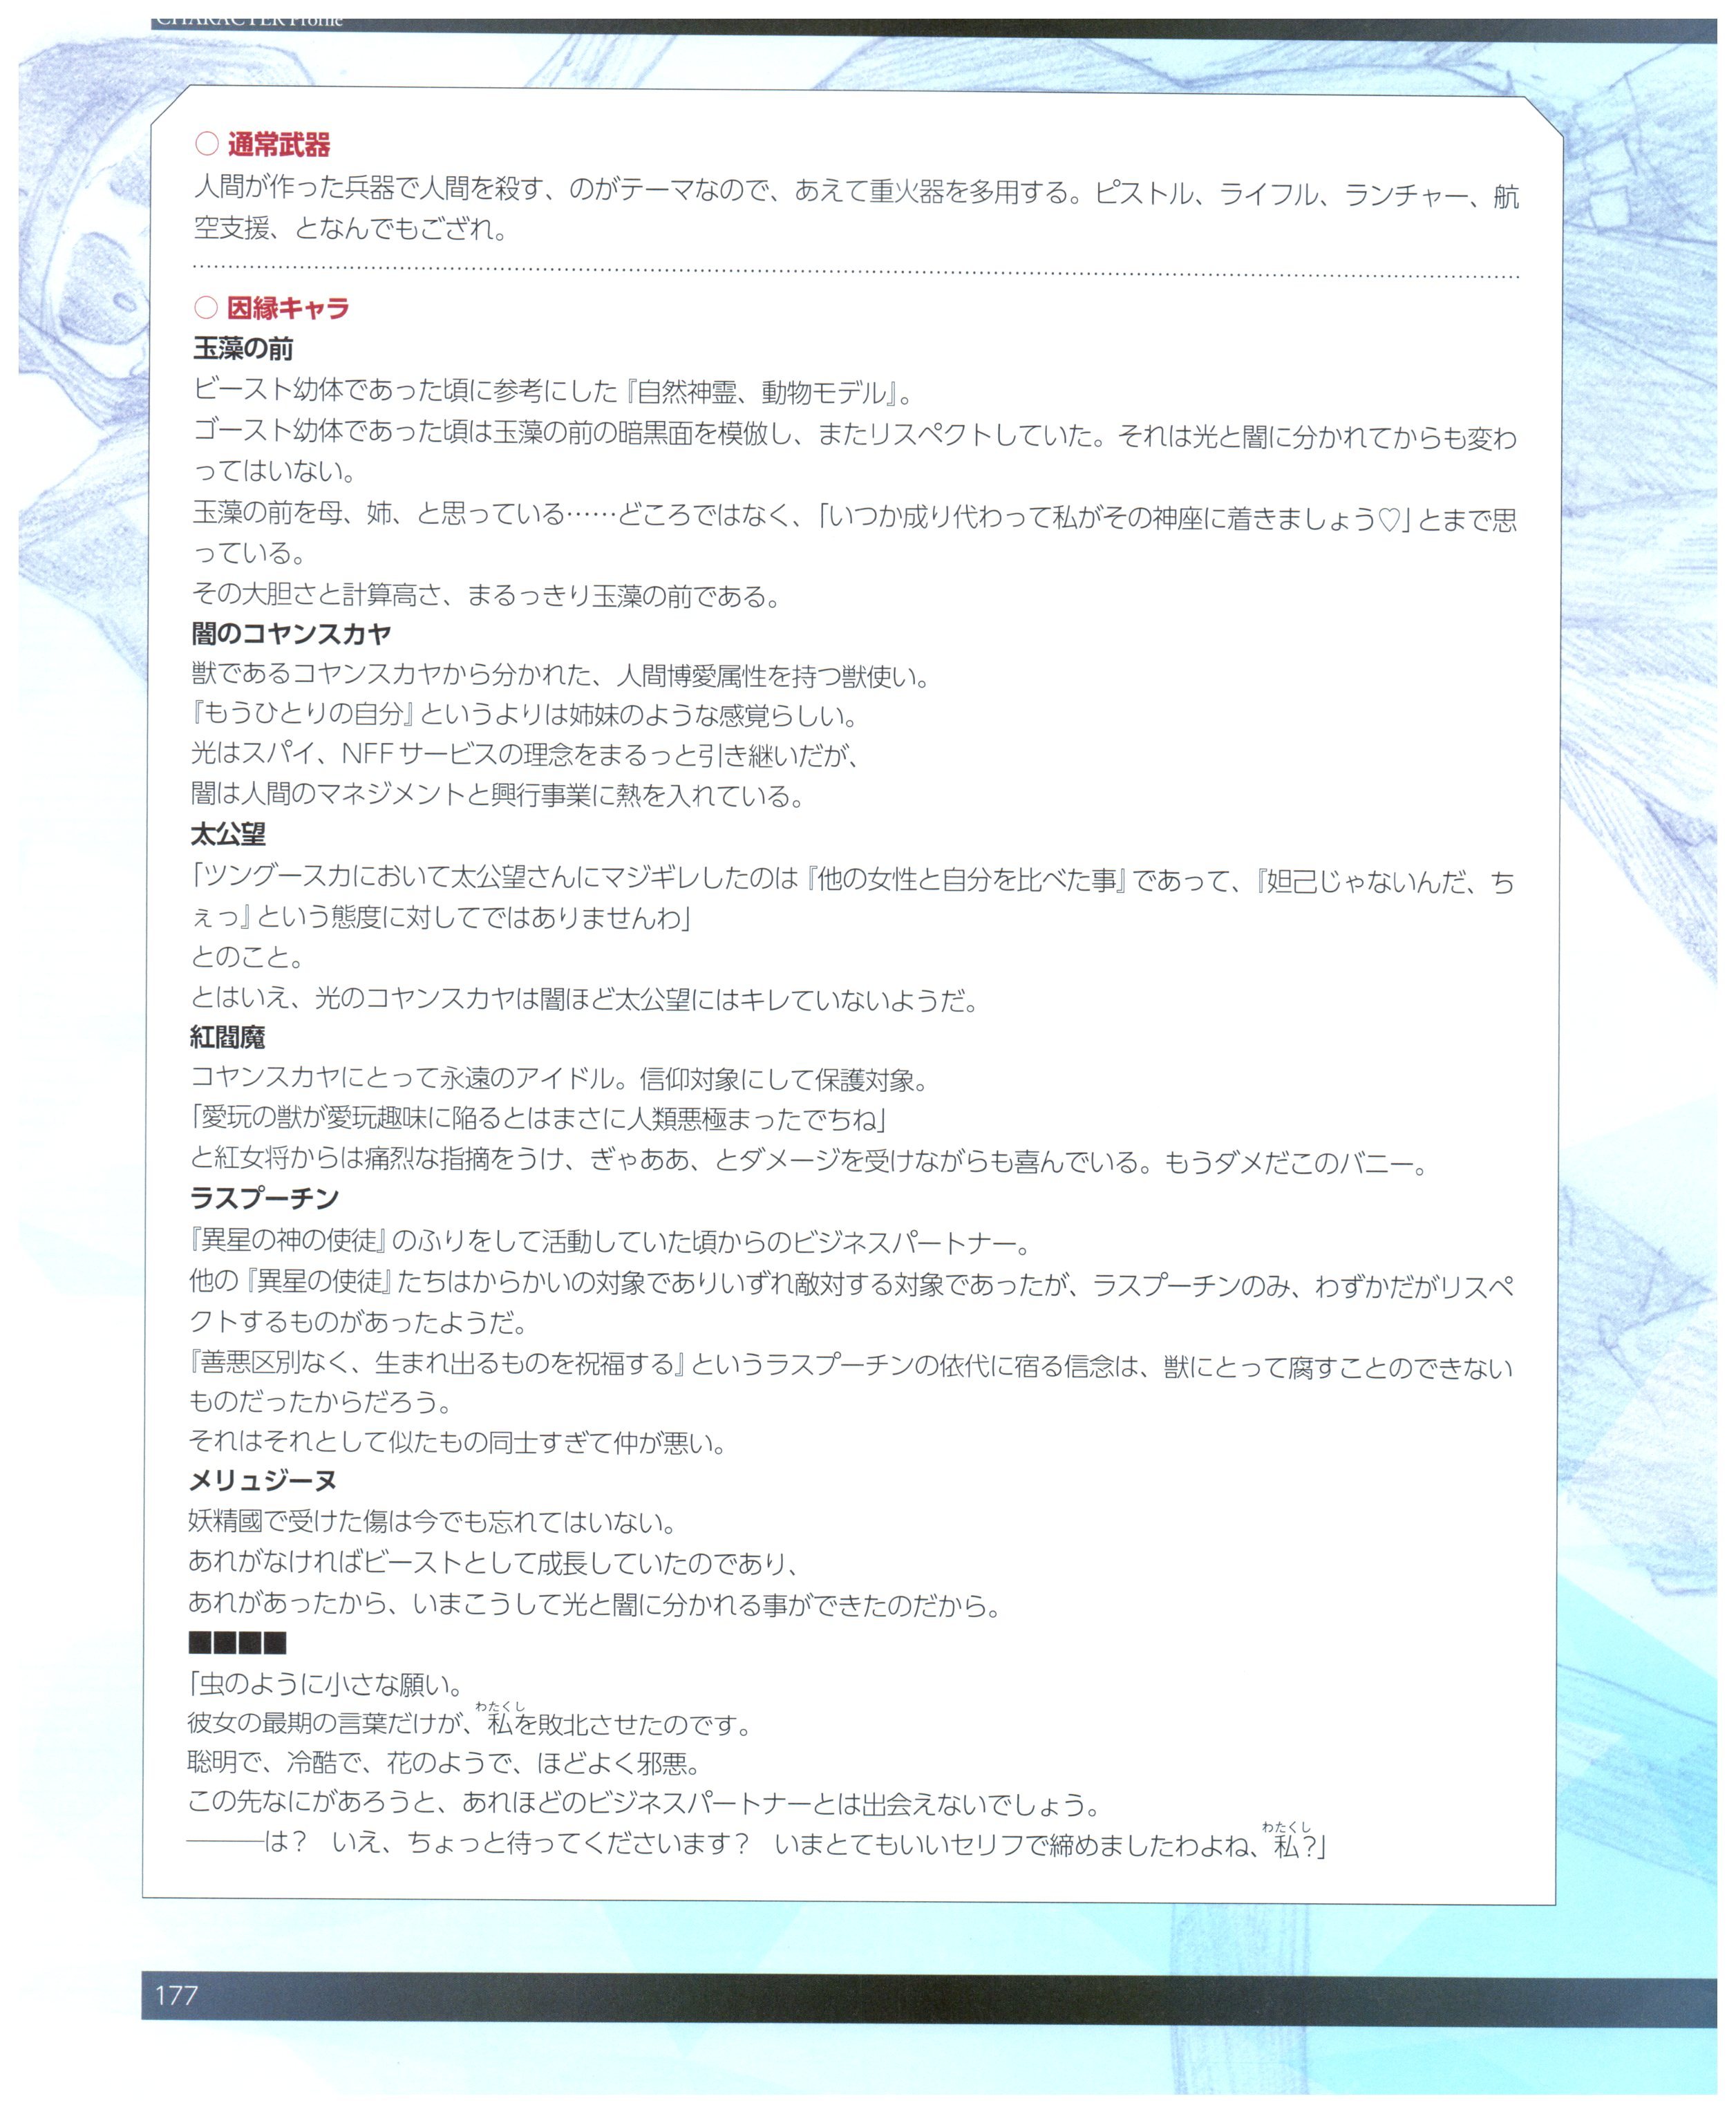 CHARACTER Profile
○ 通常武器
人間が作った兵器で人間を殺す、のがテーマなので、あえて重火器を多用する。ピストル、ライフル、ランチャー、航
空支援、となんでもござれ。
○ 因縁キャラ
玉藻の前
ビースト幼体であった頃に参考にした『自然神霊、動物モデル』。
ゴースト幼体であった頃は玉藻の前の暗黒面を模倣し、またリスペクトしていた。それは光と闇に分かれてからも変わ
ってはいない。
玉藻の前を母、姉、と思っている……どころではなく、「いつか成り代わって私がその神座に着きましょう♡」とまで思
っている。
その大胆さと計算高さ、まるっきり玉藻の前である。
闇のコヤンスカヤ
獣であるコヤンスカヤから分かれた、人間博愛属性を持つ獣使い。
『もうひとりの自分』というよりは姉妹のような感覚らしい。
光はスパイ、NFFサービスの理念をまるっと引き継いだが、
闇は人間のマネジメントと興行事業に熱を入れている。
太公望
「ツングースカにおいて太公望さんにマジギレしたのは『他の女性と自分を比べた事』であって、『妲己じゃないんだ、ち
ぇっ』という態度に対してではありませんわ」
とのこと。
とはいえ、光のコヤンスカヤは闇ほど太公望にはキレていないようだ。
紅閻魔
コヤンスカヤにとって永遠のアイドル。信仰対象にして保護対象。
「愛玩の獣が愛玩趣味に陥るとはまさに人類悪極まったでちね」
と紅女将からは痛烈な指摘をうけ、ぎゃああ、とダメージを受けながらも喜んでいる。もうダメだこのバニー。
ラスプーチン
『異星の神の使徒』のふりをして活動していた頃からのビジネスパートナー。
他の『異星の使徒』たちはからかいの対象でありいずれ敵対する対象であったが、ラスプーチンのみ、わずかだがリスペ
クトするものがあったようだ。
『善悪区別なく、生まれ出るものを祝福する』というラスプーチンの依代に宿る信念は、獣にとって腐すことのできない
ものだったからだろう。
それはそれとして似たもの同士すぎて仲が悪い。
メリュジーヌ
妖精國で受けた傷は今でも忘れてはいない。
あれがなければビーストとして成長していたのであり、
あれがあったから、いまこうして光と闇に分かれる事ができたのだから。
■■■■
「虫のように小さな願い。
わたくし
彼女の最期の言葉だけが、私を敗北させたのです。
聡明で、冷酷で、花のようで、ほどよく邪悪。
この先なにがあろうと、あれほどのビジネスパートナーとは出会えないでしょう。
わたくし
―――は？　いえ、ちょっと待ってくださいます？　いまとてもいいセリフで締めましたわよね、私？」
177